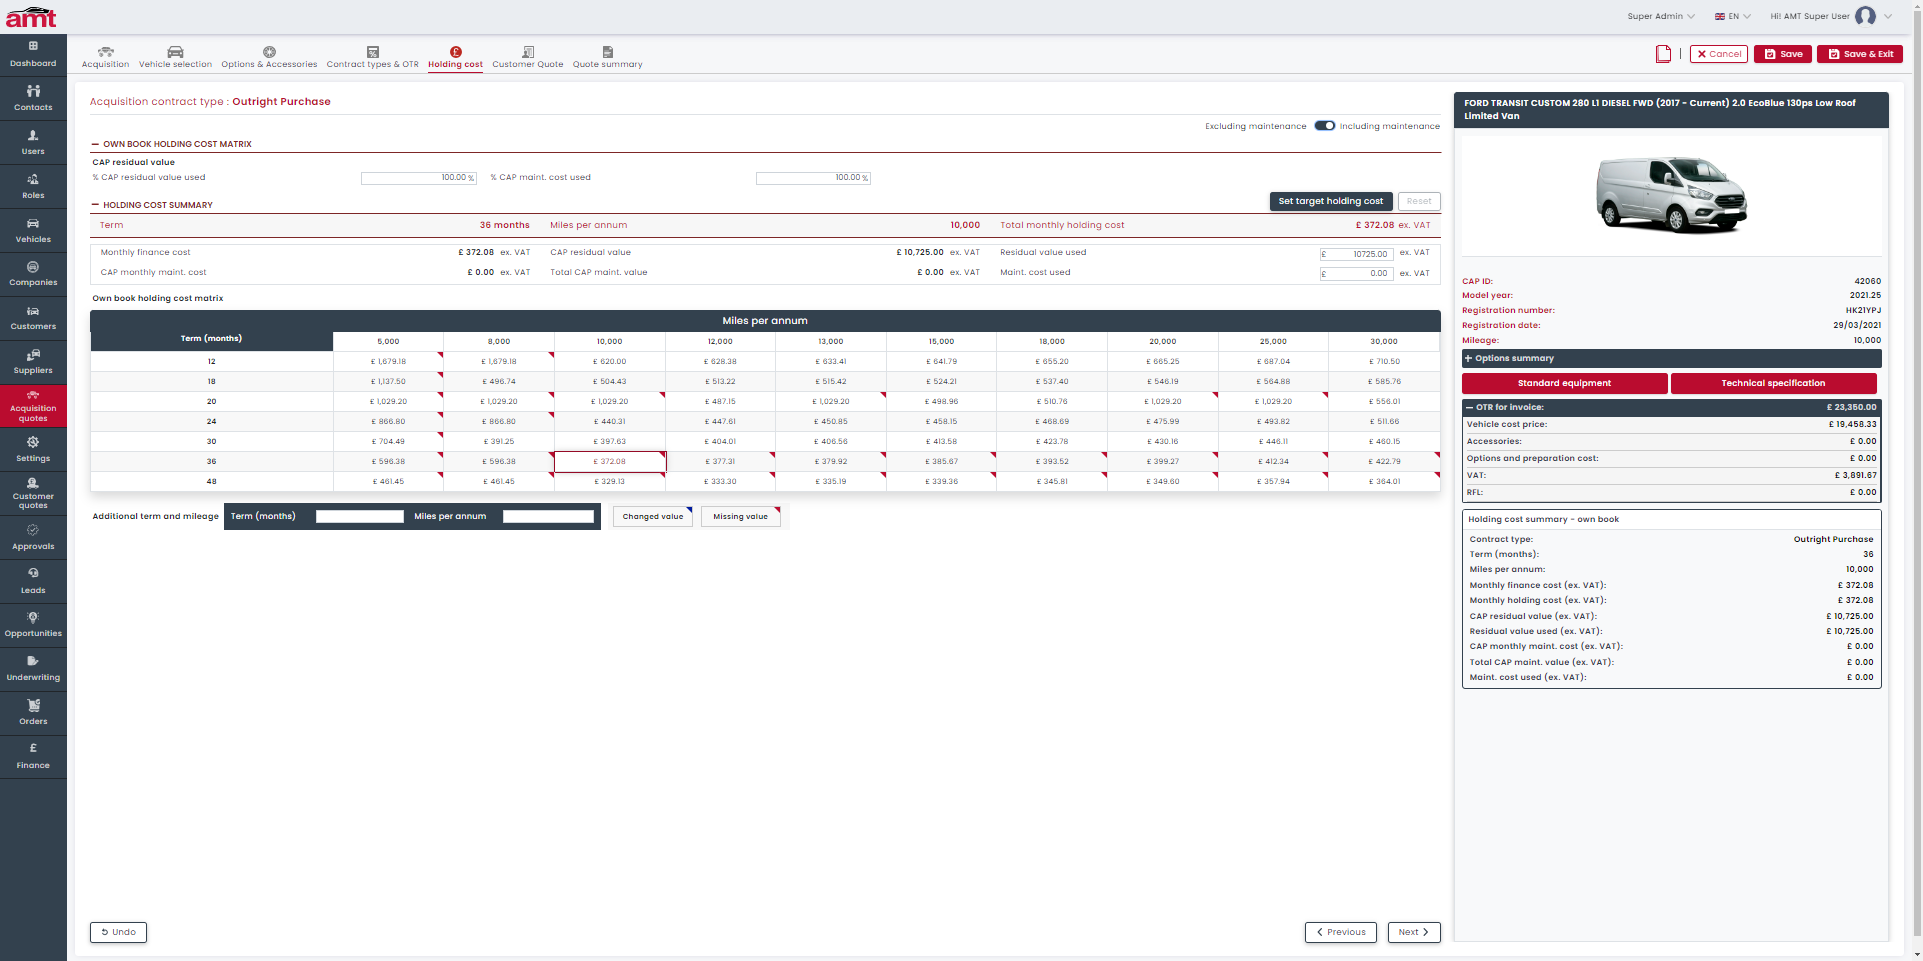 amt
Super Admin
EN
Hi! AMT Super User
Dashboard
Contacts
Users
Roles
Vehicles
Companies
Customers
Suppliers
Acquisition
quotes
Settings
Customer
quotes
Approvals
Leads
Opportunities
Underwriting
Orders
Finance
Acquisition Vehicle selection Options & Accessories Contract types & OTR Holding cost Customer Quote Quote summary
Cancel Save Save & Exit
Acquisition contract type : Outright Purchase
Excluding maintenance Including maintenance
OWN BOOK HOLDING COST MATRIX
CAP residual value
% CAP residual value used 100.00 % % CAP maint. cost used 100.00 %
HOLDING COST SUMMARY
Set target holding cost Reset
Term 36 months Miles per annum 10,000 Total monthly holding cost £ 372.08 ex. VAT
Monthly finance cost £ 372.08 ex. VAT CAP residual value £ 10,725.00 ex. VAT Residual value used £ 10725.00 ex. VAT
CAP monthly maint. cost £ 0.00 ex. VAT Total CAP maint. value £ 0.00 ex. VAT Maint. cost used £ 0.00 ex. VAT
Own book holding cost matrix
Miles per annum
Term (months) 5,000 8,000 10,000 12,000 13,000 15,000 18,000 20,000 25,000 30,000
12 £ 1,679.18 £ 1,679.18 £ 620.00 £ 628.38 £ 633.41 £ 641.79 £ 655.20 £ 665.25 £ 687.04 £ 710.50
18 £ 1,137.50 £ 496.74 £ 504.43 £ 513.22 £ 515.42 £ 524.21 £ 537.40 £ 546.19 £ 564.88 £ 585.76
20 £ 1,029.20 £ 1,029.20 £ 1,029.20 £ 487.15 £ 1,029.20 £ 498.96 £ 510.76 £ 1,029.20 £ 1,029.20 £ 556.01
24 £ 866.80 £ 866.80 £ 440.31 £ 447.61 £ 450.85 £ 458.15 £ 468.69 £ 475.99 £ 493.82 £ 511.66
30 £ 704.49 £ 391.25 £ 397.63 £ 404.01 £ 406.56 £ 413.58 £ 423.78 £ 430.16 £ 446.11 £ 460.15
36 £ 596.38 £ 596.38 £ 372.08 £ 377.31 £ 379.92 £ 385.67 £ 393.52 £ 399.27 £ 412.34 £ 422.79
48 £ 461.45 £ 461.45 £ 329.13 £ 333.30 £ 335.19 £ 339.36 £ 345.81 £ 349.60 £ 357.94 £ 364.01
Additional term and mileage Term (months) Miles per annum Changed value Missing value
Undo
Previous Next
FORD TRANSIT CUSTOM 280 L1 DIESEL FWD (2017 - Current) 2.0 EcoBlue 130ps Low Roof
Limited Van
CAP ID: 42060
Model year: 2021.25
Registration number: HK21YPJ
Registration date: 29/03/2021
Mileage: 10,000
Options summary
Standard equipment Technical specification
OTR for invoice: £ 23,350.00
Vehicle cost price: £ 19,458.33
Accessories: £ 0.00
Options and preparation cost: £ 0.00
VAT: £ 3,891.67
RFL: £ 0.00
Holding cost summary - own book
Contract type: Outright Purchase
Term (months): 36
Miles per annum: 10,000
Monthly finance cost (ex. VAT): £ 372.08
Monthly holding cost (ex. VAT): £ 372.08
CAP residual value (ex. VAT): £ 10,725.00
Residual value used (ex. VAT): £ 10,725.00
CAP monthly maint. cost (ex. VAT): £ 0.00
Total CAP maint. value (ex. VAT): £ 0.00
Maint. cost used (ex. VAT): £ 0.00